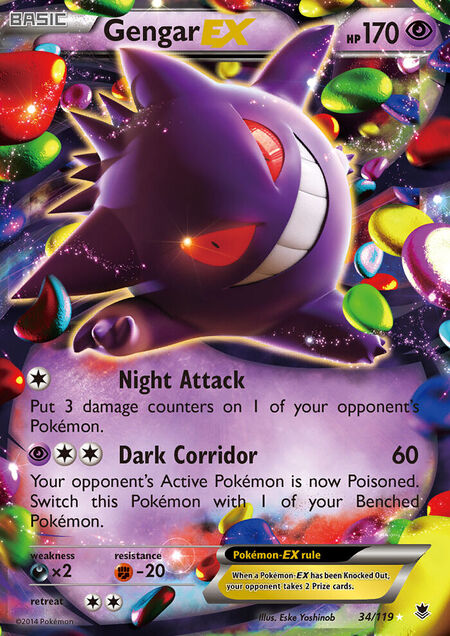 BASIC
Gengar EX
HP 170
Night Attack
Put 3 damage counters on 1 of your opponent's
Pokémon.
Dark Corridor 60
Your opponent's Active Pokémon is now Poisoned.
Switch this Pokémon with 1 of your Benched
Pokémon.
weakness resistance
×2 -20
retreat
Pokémon-EX rule
When a Pokémon-EX has been Knocked Out,
your opponent takes 2 Prize cards.
©2014 Pokémon Illus. Eske Yoshinob 34/119